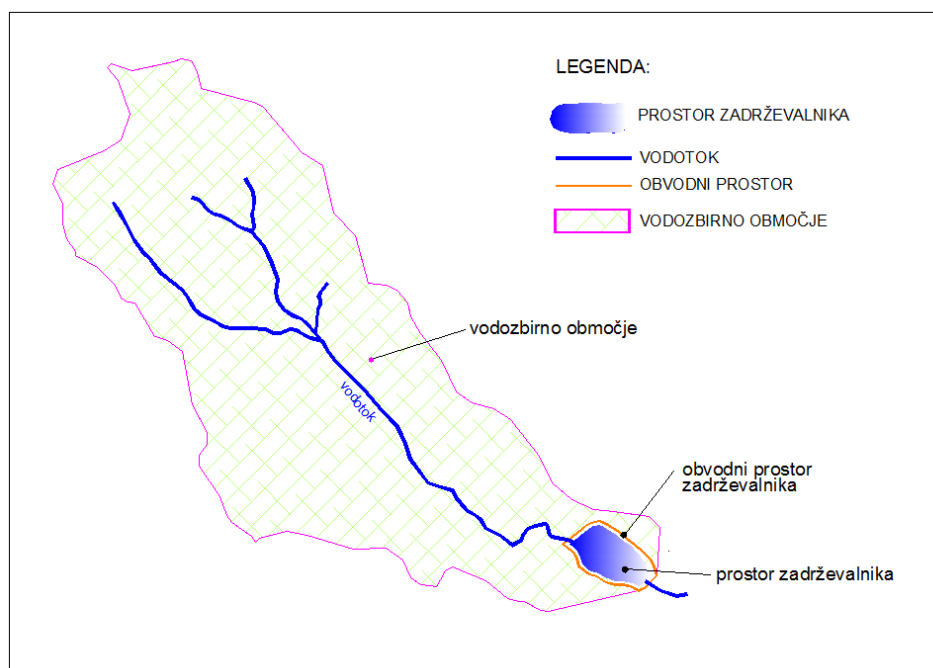 LEGENDA:
PROSTOR ZADRŽEVALNIKA
VODOTOK
OBVODNI PROSTOR
VODOZBIRNO OBMOČJE
vodozbirno območje
vodotok
obvodni prostor
zadrževalnika
prostor zadrževalnika